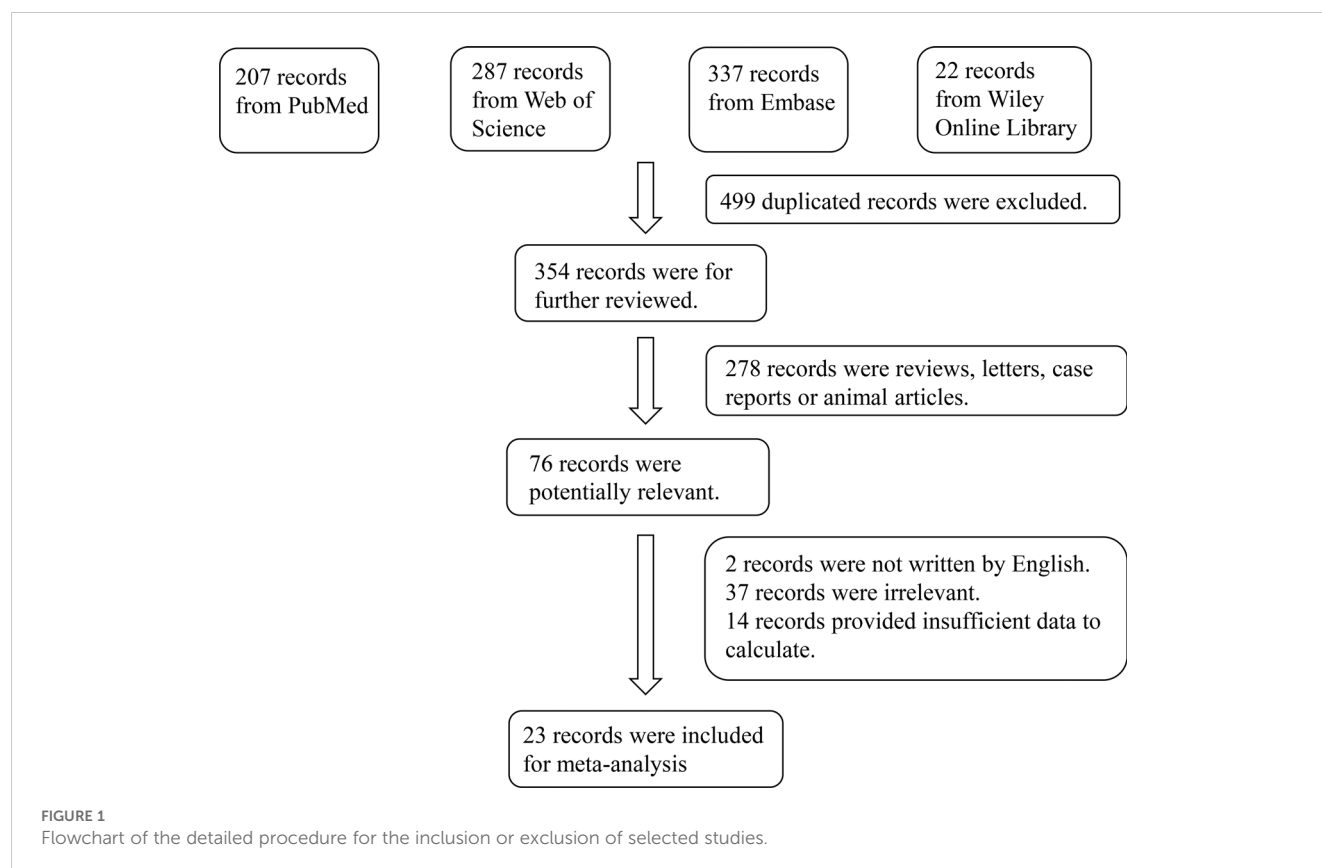 207 records
from PubMed
287 records
from Web of
Science
337 records
from Embase
22 records
from Wiley
Online Library
499 duplicated records were excluded.
354 records were for
further reviewed.
278 records were reviews, letters, case
reports or animal articles.
76 records were
potentially relevant.
2 records were not written by English.
37 records were irrelevant.
14 records provided insufficient data to
calculate.
23 records were included
for meta-analysis
FIGURE 1
Flowchart of the detailed procedure for the inclusion or exclusion of selected studies.